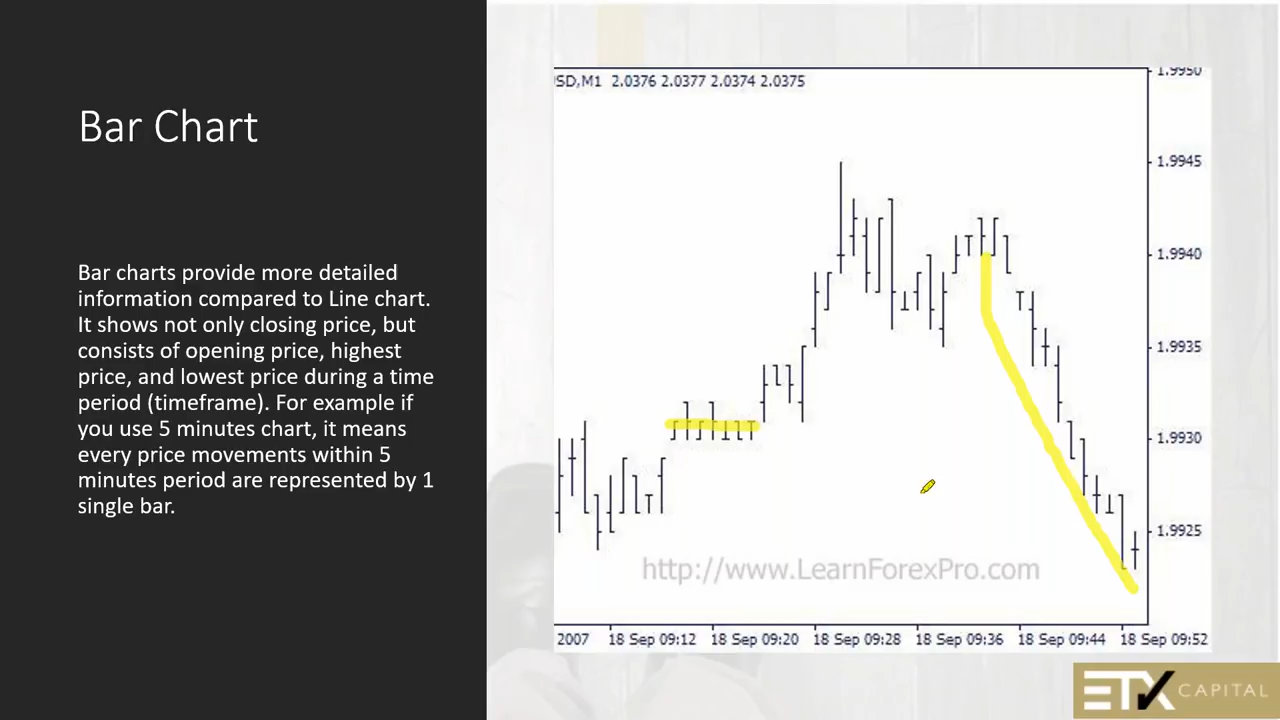 Bar Chart
Bar charts provide more detailed
information compared to Line chart.
It shows not only closing price, but
consists of opening price, highest
price, and lowest price during a time
period (timeframe). For example if
you use 5 minutes chart, it means
every price movements within 5
minutes period are represented by 1
single bar.
SD,M1 2.0376 2.0377 2.0374 2.0375
1.9950
1.9945
1.9940
1.9935
1.9930
1.9925
http://www.LearnForexPro.com
2007 18 Sep 09:12 18 Sep 09:20 18 Sep 09:28 18 Sep 09:36 18 Sep 09:44 18 Sep 09:52
ETX CAPITAL